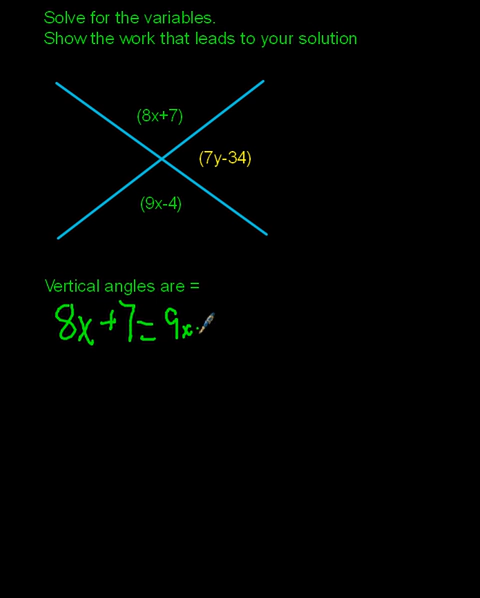 Solve for the variables.
Show the work that leads to your solution
(8x+7)
(7y-34)
(9x-4)
Vertical angles are =
8x+7=9x-